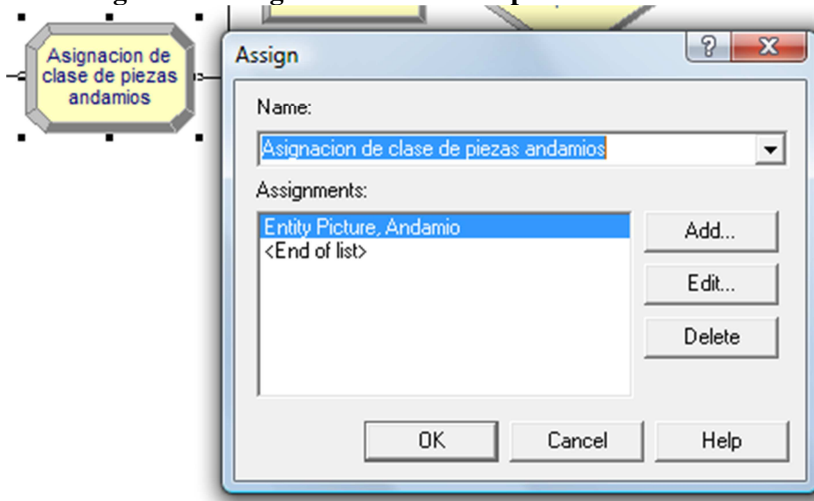 Asignacion de
clase de piezas
andamios
Assign
Name:
Asignacion de clase de piezas andamios
Assignments:
Entity Picture, Andamio
<End of list>
Add...
Edit...
Delete
OK
Cancel
Help